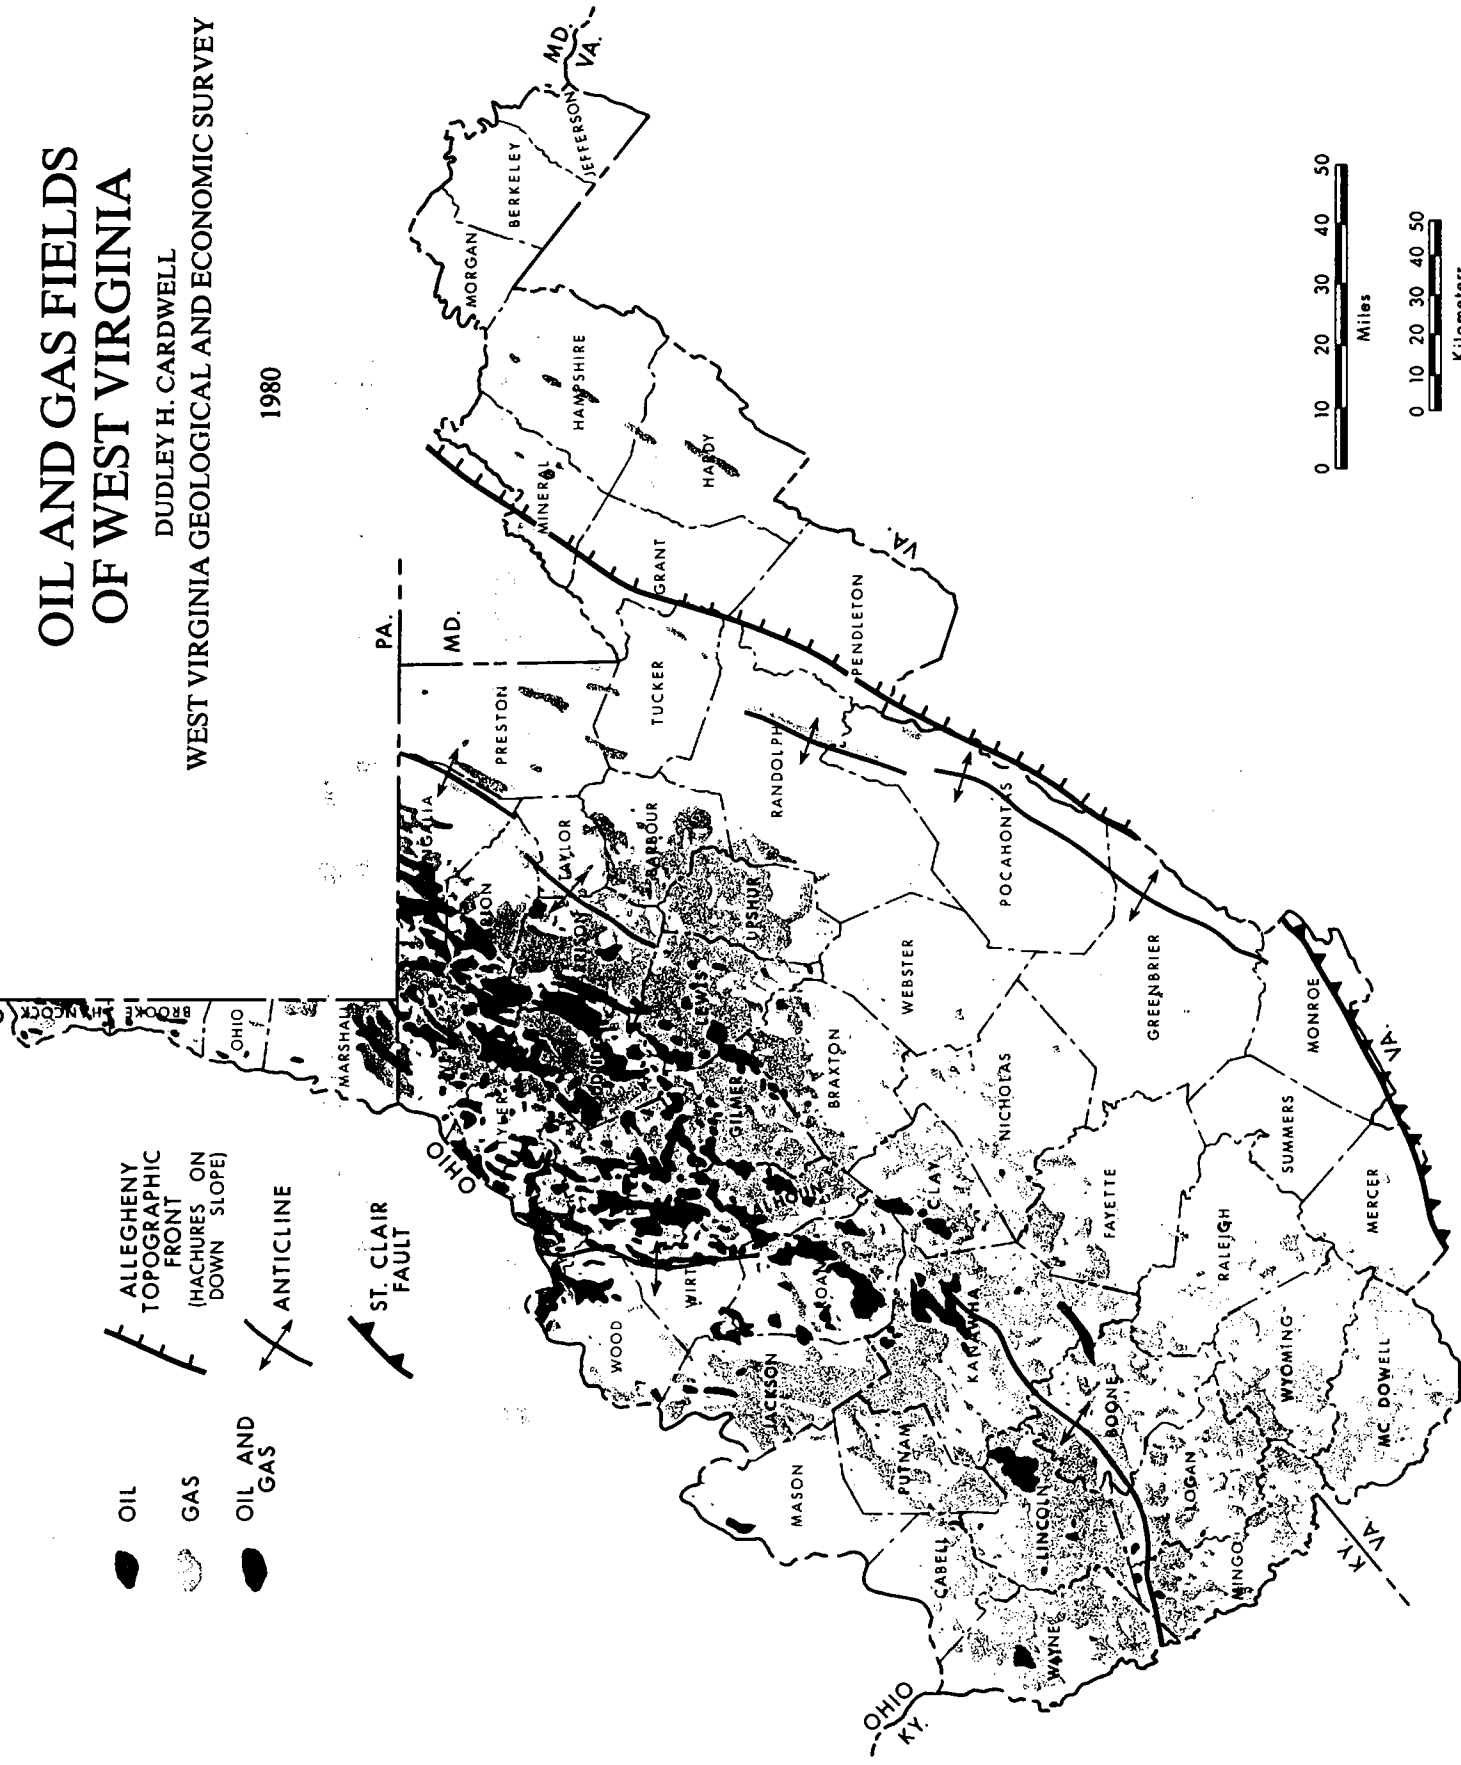 OIL AND GAS FIELDS
OF WEST VIRGINIA
DUDLEY H. CARDWELL
WEST VIRGINIA GEOLOGICAL AND ECONOMIC SURVEY
1980
OIL
GAS
OIL AND
GAS
ALLEGHENY
TOPOGRAPHIC
FRONT
(HACHURES ON
DOWN SLOPE)
ANTICLINE
ST. CLAIR
FAULT
HANCOCK
BROOKE
OHIO
MARSHALL
OHIO
PA.
MD.
MD.
VA.
MORGAN
BERKELEY
JEFFERSON
HAMPSHIRE
MINERAL
HARDY
GRANT
PENDLETON
VA.
PRESTON
TUCKER
RANDOLPH
TAYLOR
BARBOUR
UPSHUR
LEWIS
GILMER
BRAXTON
WEBSTER
POCAHONTAS
GREENBRIER
NICHOLAS
CLAY
WOOD
JACKSON
MASON
PUTNAM
KANAWHA
CABELL
LINCOLN
WAYNE
BOONE
LOGAN
MINGO
FAYETTE
RALEIGH
SUMMERS
MONROE
MERCER
WYOMING
MC DOWELL
VA.
KY.
VA.
OHIO
KY.
0 10 20 30 40 50
Miles
0 10 20 30 40 50
Kilometers